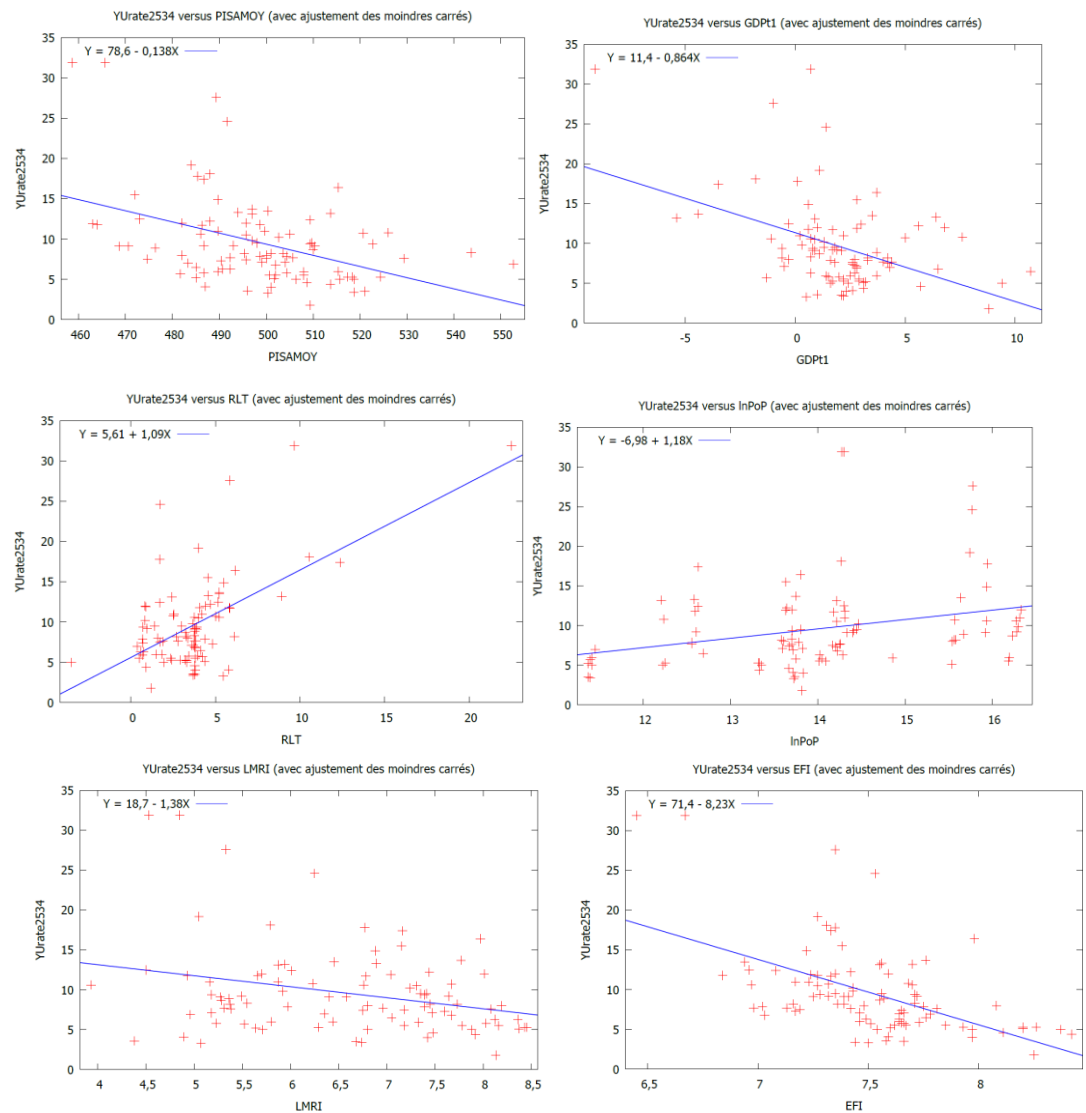 YUrate2534 versus PISAMOY (avec ajustement des moindres carrés)
Y = 78,6 - 0,138X
YUrate2534
35
30
25
20
15
10
5
0
460 470 480 490 500 510 520 530 540 550
PISAMOY
YUrate2534 versus GDPt1 (avec ajustement des moindres carrés)
Y = 11,4 - 0,864X
YUrate2534
35
30
25
20
15
10
5
0
-5 0 5 10
GDPt1
YUrate2534 versus RLT (avec ajustement des moindres carrés)
Y = 5,61 + 1,09X
YUrate2534
35
30
25
20
15
10
5
0
0 5 10 15 20
RLT
YUrate2534 versus lnPoP (avec ajustement des moindres carrés)
Y = -6,98 + 1,18X
YUrate2534
35
30
25
20
15
10
5
0
12 13 14 15 16
lnPoP
YUrate2534 versus LMRI (avec ajustement des moindres carrés)
Y = 18,7 - 1,38X
YUrate2534
35
30
25
20
15
10
5
0
4 4,5 5 5,5 6 6,5 7 7,5 8 8,5
LMRI
YUrate2534 versus EFI (avec ajustement des moindres carrés)
Y = 71,4 - 8,23X
YUrate2534
35
30
25
20
15
10
5
0
6,5 7 7,5 8
EFI